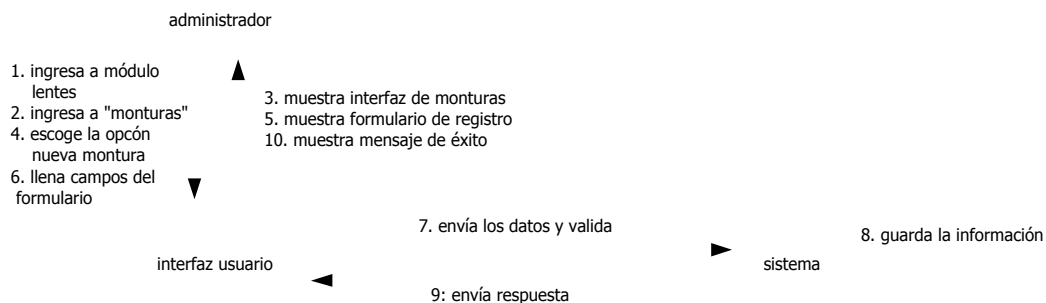 administrador
1. ingresa a módulo
lentes
2. ingresa a "monturas"
4. escoge la opcón
nueva montura
6. llena campos del
formulario
3. muestra interfaz de monturas
5. muestra formulario de registro
10. muestra mensaje de éxito
7. envía los datos y valida
8. guarda la información
interfaz usuario
sistema
9: envía respuesta